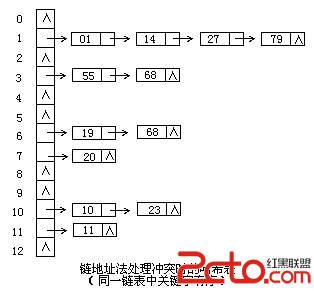 0 ∧
1 01 14 27 79 ∧
2 ∧
3 55 68 ∧
4 ∧
5 ∧
6 19 68 ∧
7 20 ∧
8 ∧
9 ∧
10 10 23 ∧
11 11 ∧
12 ∧
链地址法处理冲突时的哈希表
(同一链表中关键字有序)
红黑联盟
2cto.com